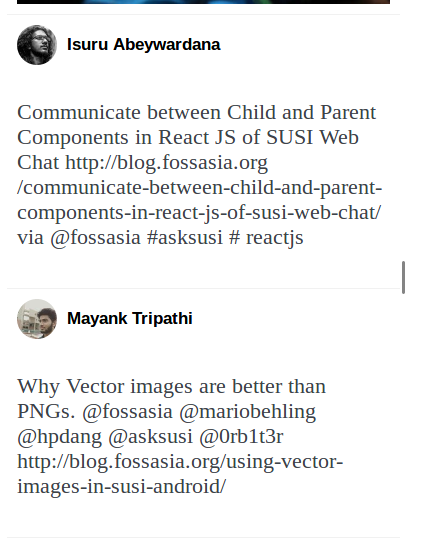 Isuru Abeywardana
Communicate between Child and Parent
Components in React JS of SUSI Web
Chat http://blog.fossasia.org
/communicate-between-child-and-parent-
components-in-react-js-of-susi-web-chat/
via @fossasia #asksusi # reactjs
Mayank Tripathi
Why Vector images are better than
PNGs. @fossasia @mariobehling
@hpdang @asksusi @0rb1t3r
http://blog.fossasia.org/using-vector-
images-in-susi-android/